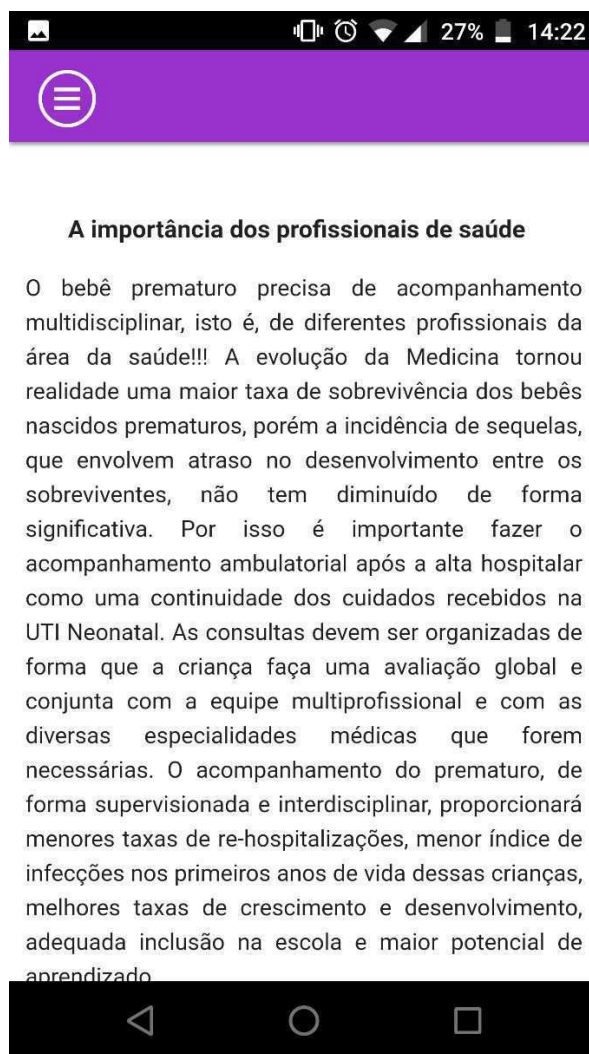 27% 14:22
A importância dos profissionais de saúde
O bebê prematuro precisa de acompanhamento
multidisciplinar, isto é, de diferentes profissionais da
área da saúde!!! A evolução da Medicina tornou
realidade uma maior taxa de sobrevivência dos bebês
nascidos prematuros, porém a incidência de sequelas,
que envolvem atraso no desenvolvimento entre os
sobreviventes, não tem diminuído de forma
significativa. Por isso é importante fazer o
acompanhamento ambulatorial após a alta hospitalar
como uma continuidade dos cuidados recebidos na
UTI Neonatal. As consultas devem ser organizadas de
forma que a criança faça uma avaliação global e
conjunta com a equipe multiprofissional e com as
diversas especialidades médicas que forem
necessárias. O acompanhamento do prematuro, de
forma supervisionada e interdisciplinar, proporcionará
menores taxas de re-hospitalizações, menor índice de
infecções nos primeiros anos de vida dessas crianças,
melhores taxas de crescimento e desenvolvimento,
adequada inclusão na escola e maior potencial de
aprendizado